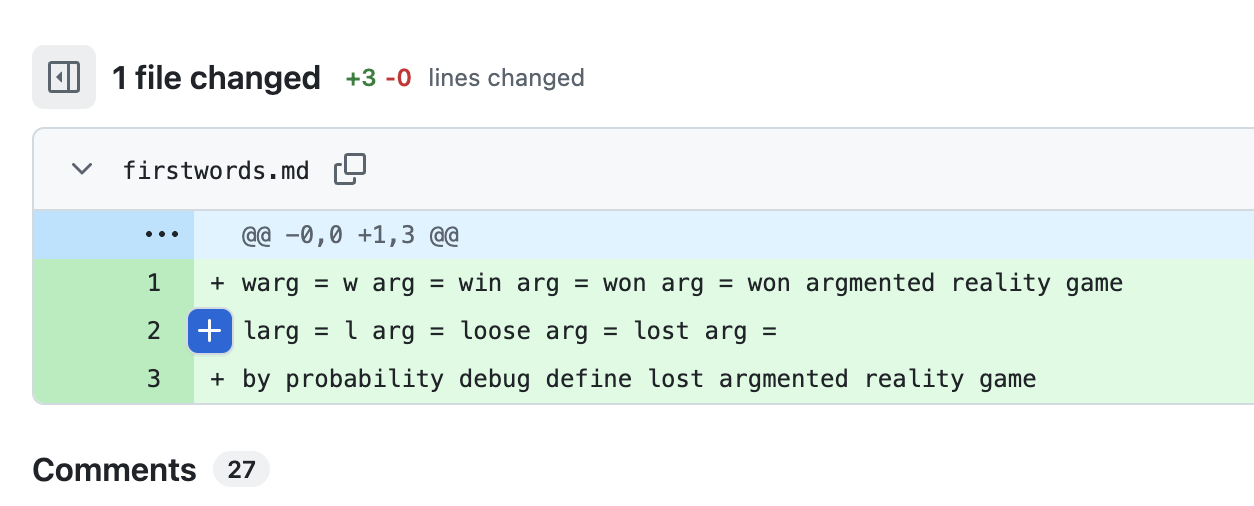 1 file changed +3 -0 lines changed
firstwords.md
... @@ -0,0 +1,3 @@
1 + warg = w arg = win arg = won arg = won argmented reality game
2 + larg = l arg = loose arg = lost arg =
3 + by probability debug define lost argmented reality game
Comments 27